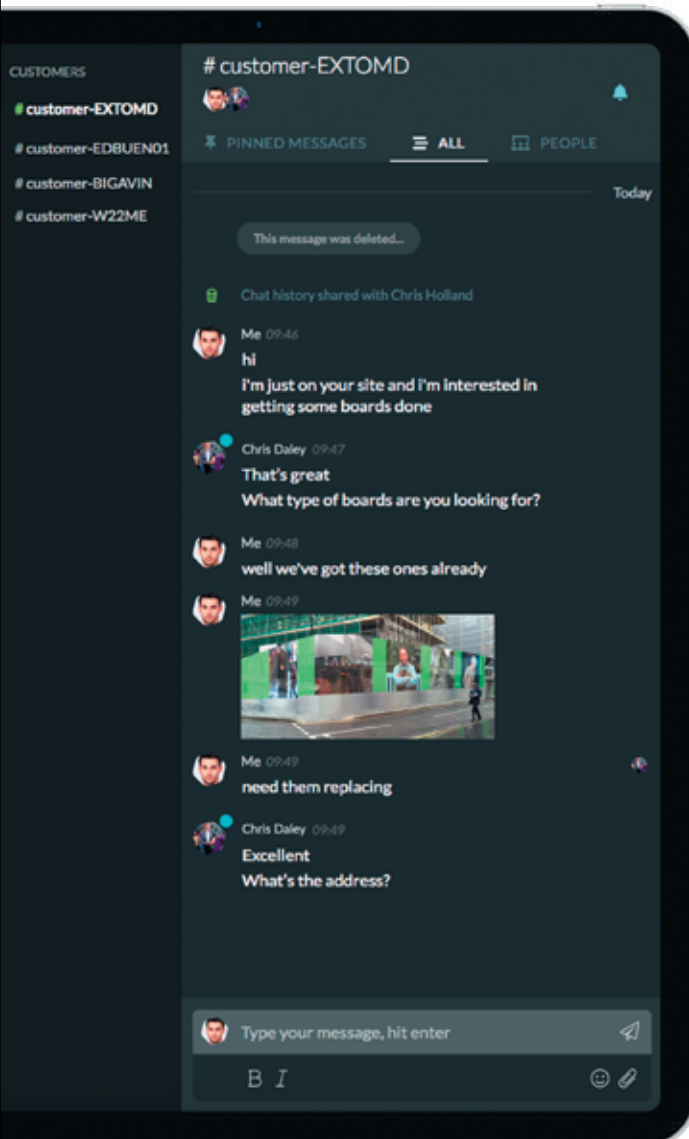 CUSTOMERS
# customer-EXTOMD
# customer-EDBUEN01
# customer-BIGAVIN
# customer-W22ME
# customer-EXTOMD
PINNED MESSAGES
ALL
PEOPLE
Today
This message was deleted...
Chat history shared with Chris Holland
Me 09:46
hi
i'm just on your site and i'm interested in
getting some boards done
Chris Daley 09:47
That's great
What type of boards are you looking for?
Me 09:48
well we've got these ones already
Me 09:49
Me 09:49
need them replacing
Chris Daley 09:49
Excellent
What's the address?
Type your message, hit enter
B I